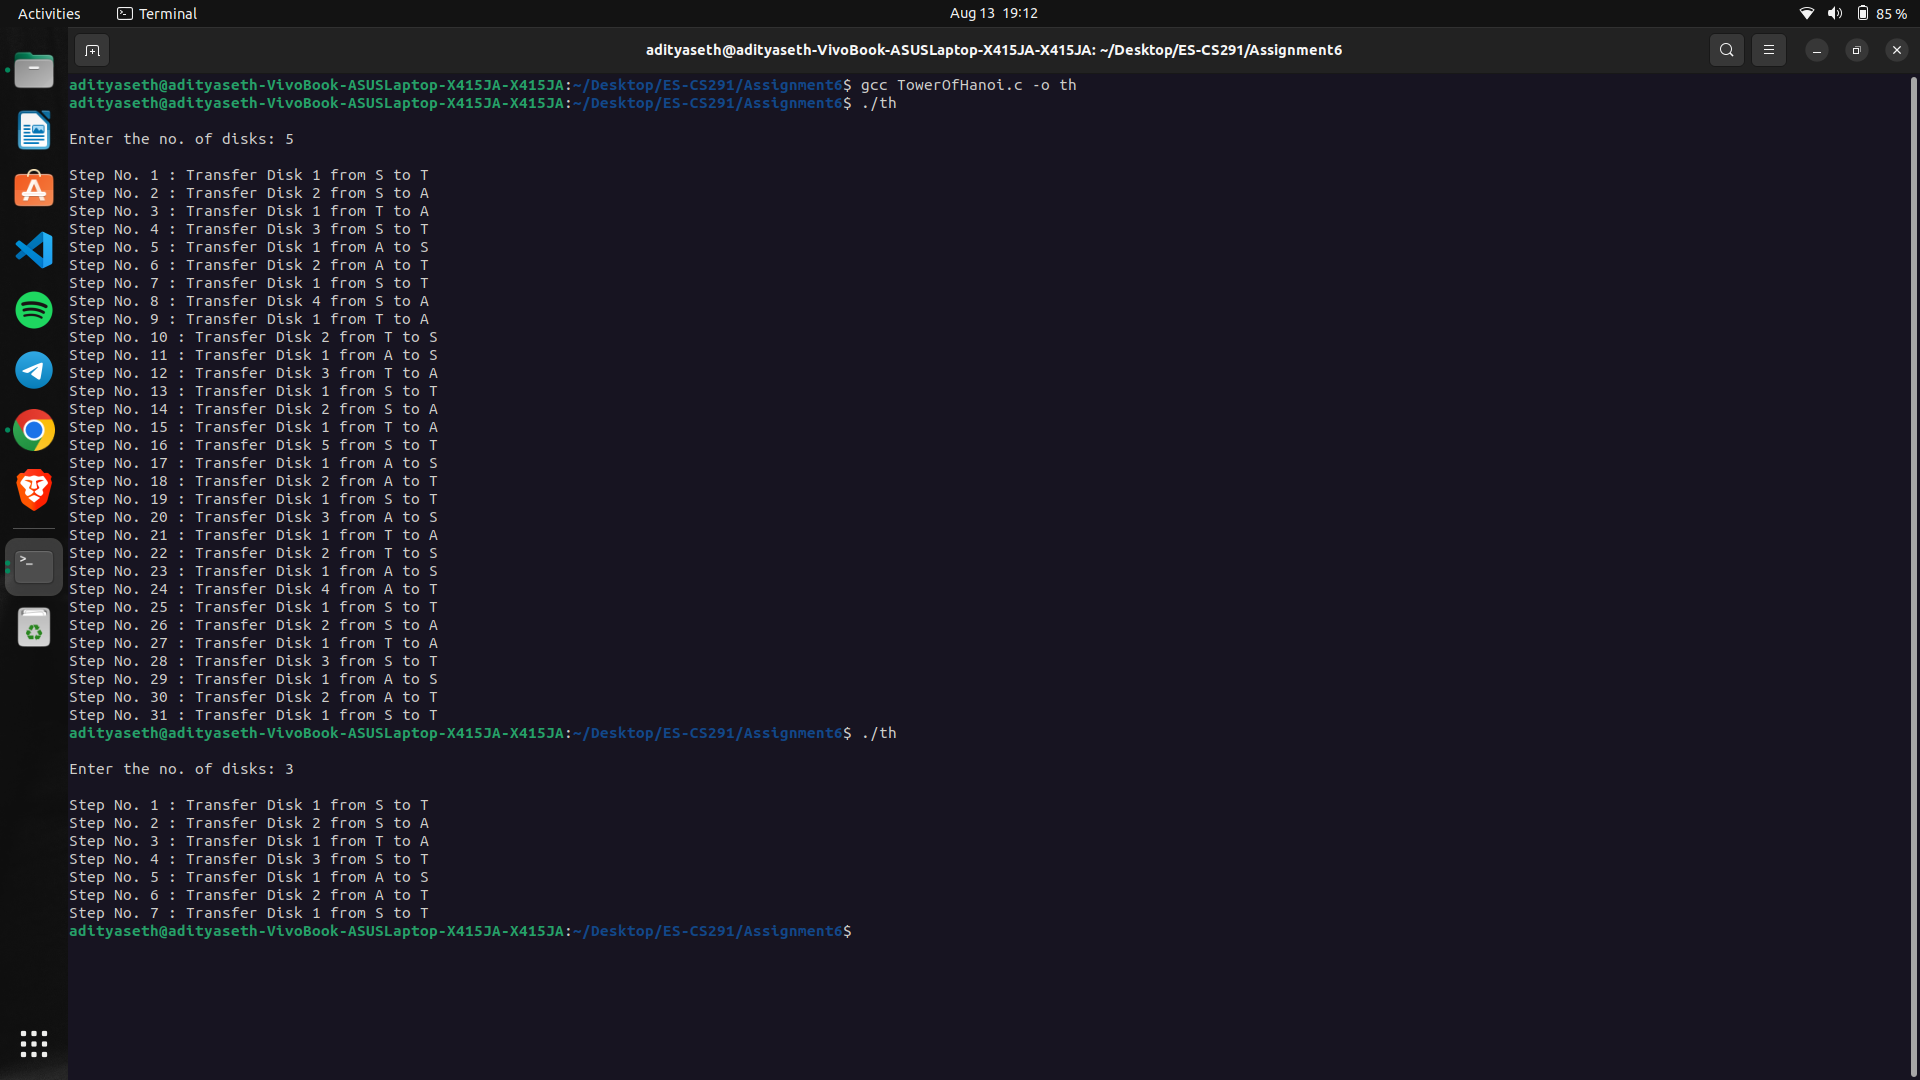 Activities Terminal Aug 13 19:12 85 %
adityaseth@adityaseth-VivoBook-ASUSLaptop-X415JA-X415JA: ~/Desktop/ES-CS291/Assignment6
adityaseth@adityaseth-VivoBook-ASUSLaptop-X415JA-X415JA:~/Desktop/ES-CS291/Assignment6$ gcc TowerOfHanoi.c -o th
adityaseth@adityaseth-VivoBook-ASUSLaptop-X415JA-X415JA:~/Desktop/ES-CS291/Assignment6$ ./th
Enter the no. of disks: 5
Step No. 1 : Transfer Disk 1 from S to T
Step No. 2 : Transfer Disk 2 from S to A
Step No. 3 : Transfer Disk 1 from T to A
Step No. 4 : Transfer Disk 3 from S to T
Step No. 5 : Transfer Disk 1 from A to S
Step No. 6 : Transfer Disk 2 from A to T
Step No. 7 : Transfer Disk 1 from S to T
Step No. 8 : Transfer Disk 4 from S to A
Step No. 9 : Transfer Disk 1 from T to A
Step No. 10 : Transfer Disk 2 from T to S
Step No. 11 : Transfer Disk 1 from A to S
Step No. 12 : Transfer Disk 3 from T to A
Step No. 13 : Transfer Disk 1 from S to T
Step No. 14 : Transfer Disk 2 from S to A
Step No. 15 : Transfer Disk 1 from T to A
Step No. 16 : Transfer Disk 5 from S to T
Step No. 17 : Transfer Disk 1 from A to S
Step No. 18 : Transfer Disk 2 from A to T
Step No. 19 : Transfer Disk 1 from S to T
Step No. 20 : Transfer Disk 3 from A to S
Step No. 21 : Transfer Disk 1 from T to A
Step No. 22 : Transfer Disk 2 from T to S
Step No. 23 : Transfer Disk 1 from A to S
Step No. 24 : Transfer Disk 4 from A to T
Step No. 25 : Transfer Disk 1 from S to T
Step No. 26 : Transfer Disk 2 from S to A
Step No. 27 : Transfer Disk 1 from T to A
Step No. 28 : Transfer Disk 3 from S to T
Step No. 29 : Transfer Disk 1 from A to S
Step No. 30 : Transfer Disk 2 from A to T
Step No. 31 : Transfer Disk 1 from S to T
adityaseth@adityaseth-VivoBook-ASUSLaptop-X415JA-X415JA:~/Desktop/ES-CS291/Assignment6$ ./th
Enter the no. of disks: 3
Step No. 1 : Transfer Disk 1 from S to T
Step No. 2 : Transfer Disk 2 from S to A
Step No. 3 : Transfer Disk 1 from T to A
Step No. 4 : Transfer Disk 3 from S to T
Step No. 5 : Transfer Disk 1 from A to S
Step No. 6 : Transfer Disk 2 from A to T
Step No. 7 : Transfer Disk 1 from S to T
adityaseth@adityaseth-VivoBook-ASUSLaptop-X415JA-X415JA:~/Desktop/ES-CS291/Assignment6$